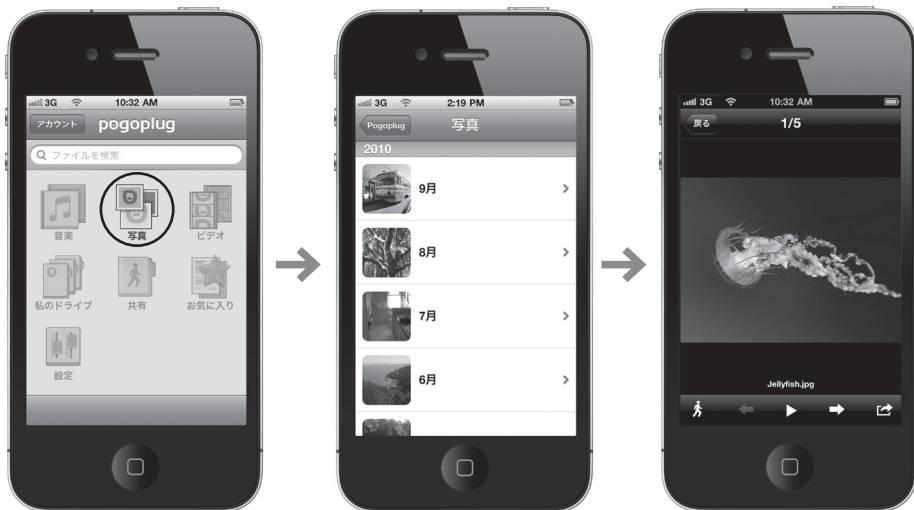 3G 10:32 AM
アカウント pogoplug
ファイルを検索
音楽 写真 ビデオ
私のドライブ 共有 お気に入り
設定
3G 2:19 PM
Pogoplug 写真
2010
9月
8月
7月
6月
3G 10:32 AM
戻る 1/5
Jellyfish.jpg